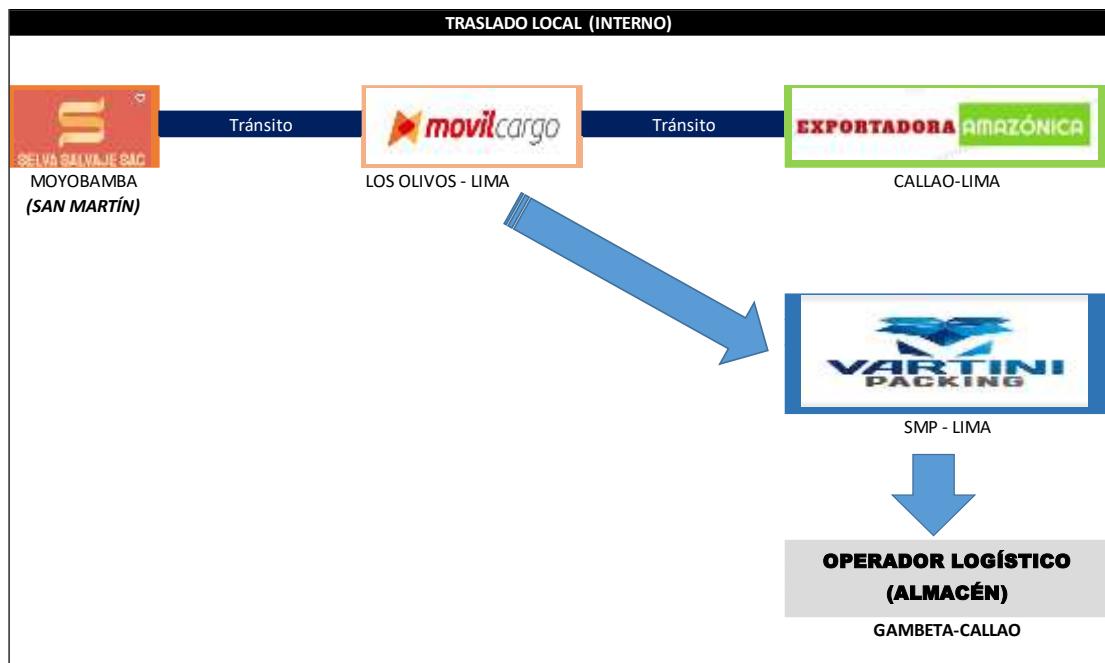 TRASLADO LOCAL (INTERNO)
SELVA SALVAJE SAC
Tránsito
movilcargo
Tránsito
EXPORTADORA AMAZÓNICA
MOYOBAMBA
(SAN MARTÍN)
LOS OLIVOS - LIMA
CALLAO-LIMA
VARTINI
PACKING
SMP - LIMA
OPERADOR LOGÍSTICO
(ALMACÉN)
GAMBETA-CALLAO